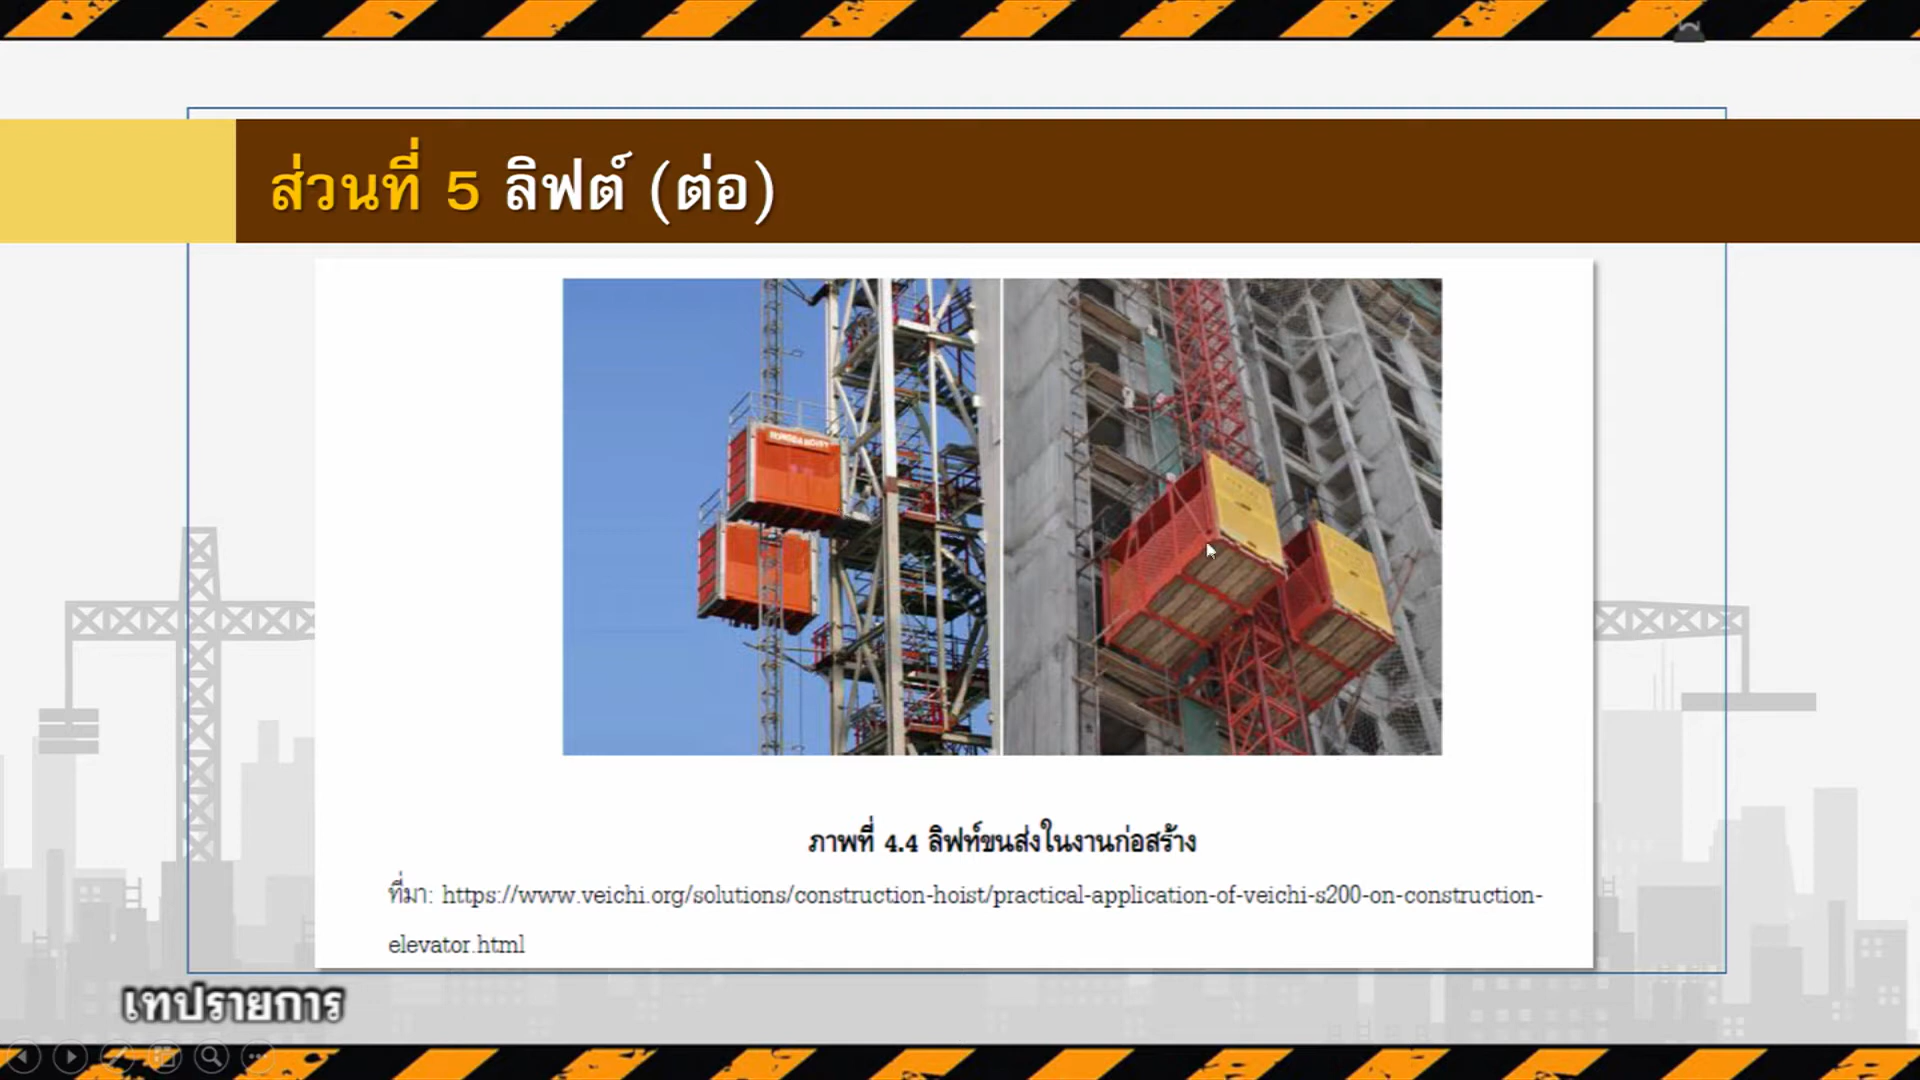 ส่วนที่ 5 ลิฟต์ (ต่อ)
ภาพที่ 4.4 ลิฟท์ขนส่งในงานก่อสร้าง
ที่มา: https://www.veichi.org/solutions/construction-hoist/practical-application-of-veichi-s200-on-construction-
elevator.html
เทปรายการ